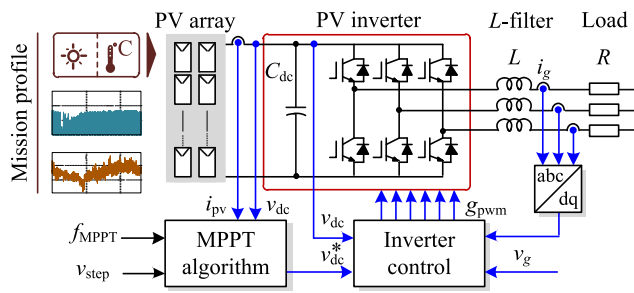 PV array
PV inverter
L-filter
Load
°C
C_dc
L
i_g
R
Mission profile
abc
dq
i_pv
v_dc
g_pwm
v_dc
f_MPPT
MPPT
algorithm
v*_dc
Inverter
control
v_step
v_g